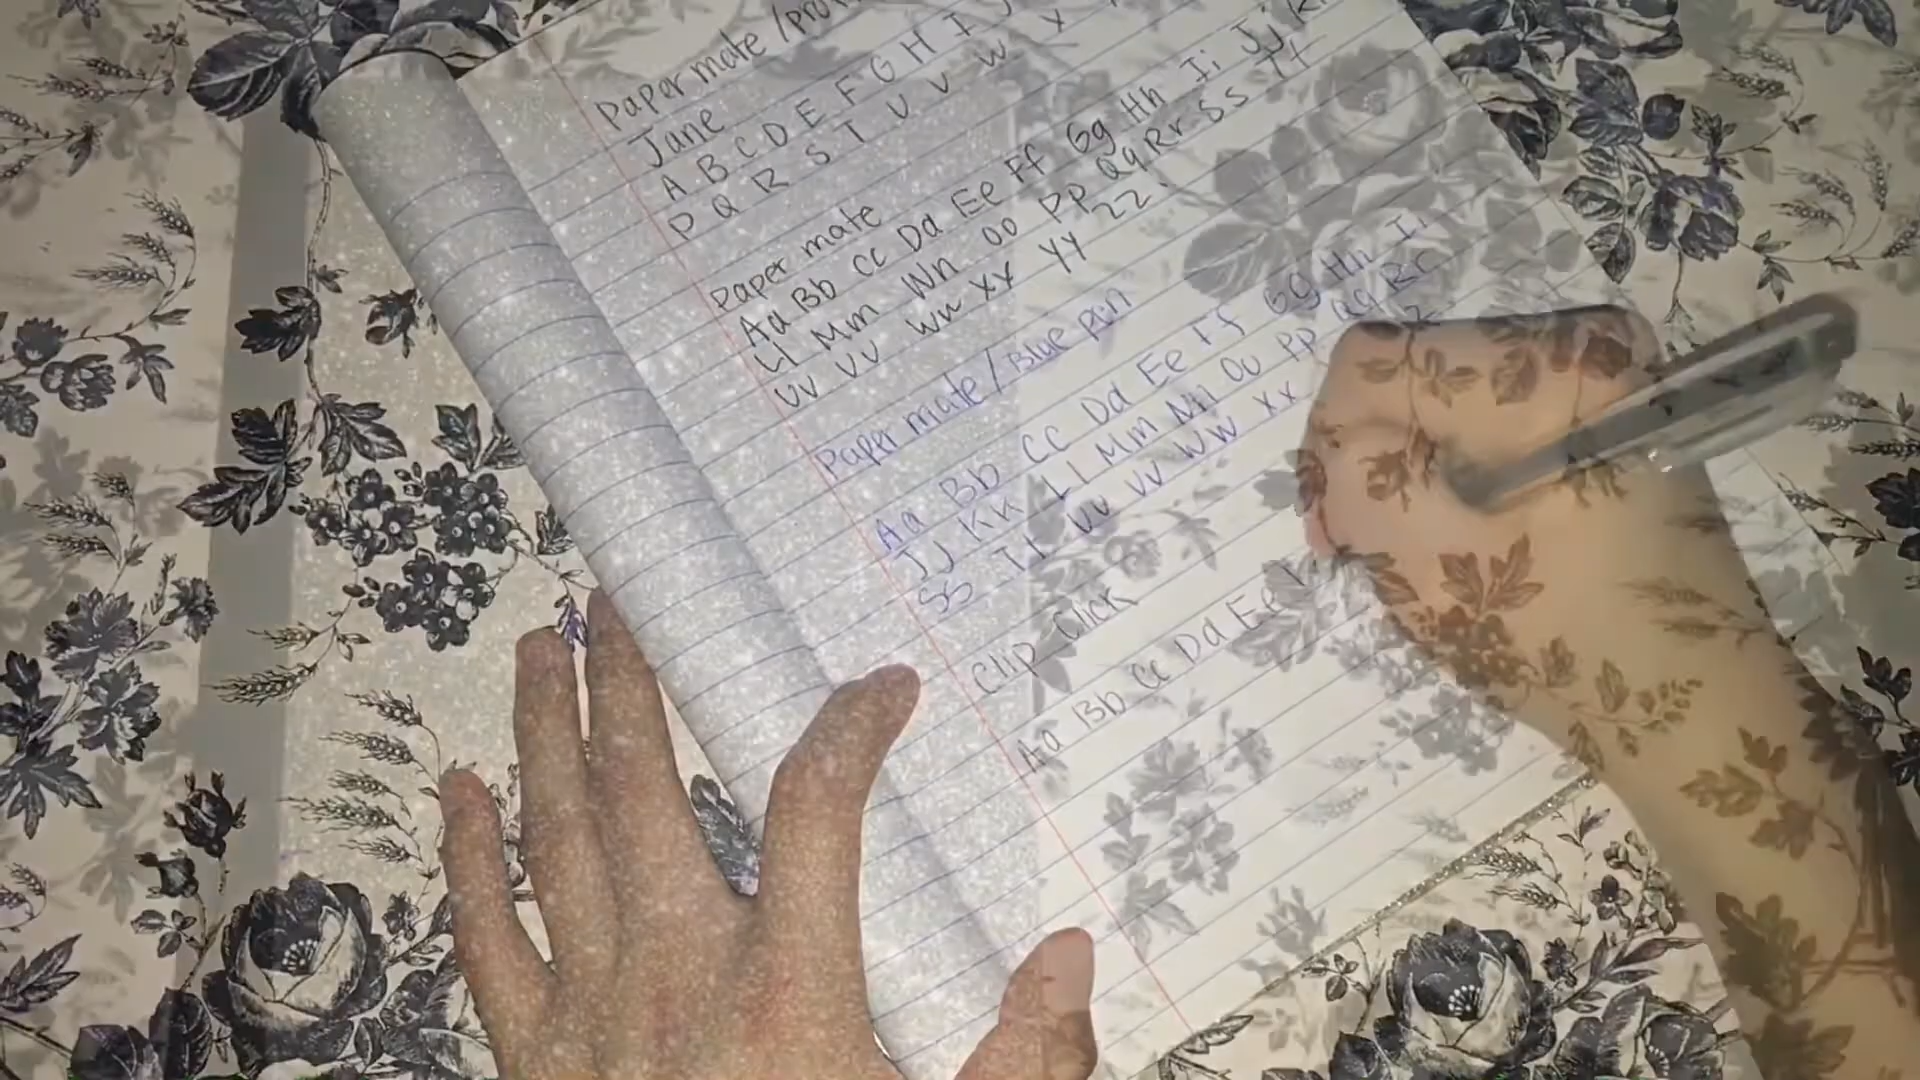 Paper mate /
Jane
A B C D E F G H I J
P Q R S T U V W X
Paper mate
Aa Bb Cc Dd Ee Ff Gg Hh Ii Jj
Ll Mm Nn Oo Pp Qq Rr Ss Tt
Uu Vv Ww Xx Yy Zz
Paper mate / Blue pen
Aa Bb Cc Dd Ee Ff Gg Hh Ii
Jj Kk Ll Mm Nn Oo Pp Qq Rr
Ss Tt Uu Vv Ww Xx
Clip Click
Aa Bb Cc Dd Ee